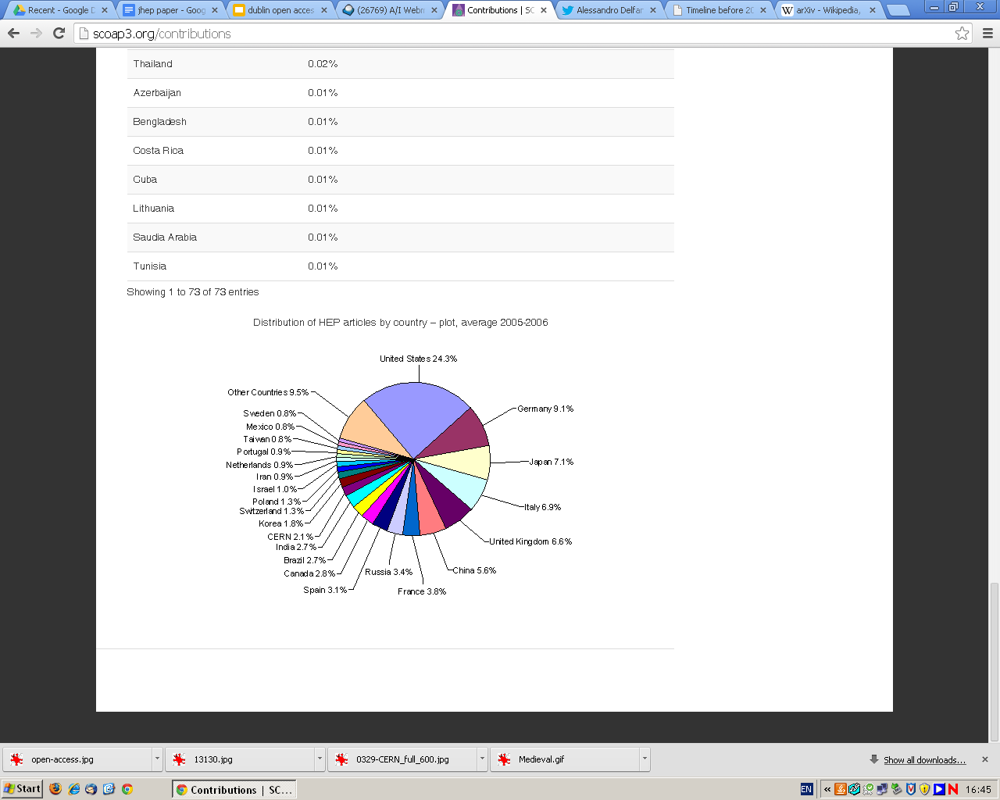 Recent - Google D
jhep paper - Goog
dublin open acces
(26769) A/I Webm
Contributions | SC
Alessandro Delfan
Timeline before 20
arXiv - Wikipedia,
scoap3.org/contributions
Thailand 0.02%
Azerbaijan 0.01%
Bengladesh 0.01%
Costa Rica 0.01%
Cuba 0.01%
Lithuania 0.01%
Saudia Arabia 0.01%
Tunisia 0.01%
Showing 1 to 73 of 73 entries
Distribution of HEP articles by country – plot, average 2005-2006
United States 24.3%
Germany 9.1%
Japan 7.1%
Italy 6.9%
United Kingdom 6.6%
China 5.6%
France 3.8%
Russia 3.4%
Spain 3.1%
Canada 2.8%
Brazil 2.7%
India 2.7%
CERN 2.1%
Korea 1.8%
Switzerland 1.3%
Poland 1.3%
Israel 1.0%
Iran 0.9%
Netherlands 0.9%
Portugal 0.9%
Taiwan 0.8%
Mexico 0.8%
Sweden 0.8%
Other Countries 9.5%
open-access.jpg
13130.jpg
0329-CERN_full_600.jpg
Medieval.gif
Show all downloads...
Start
Contributions | SC...
EN
16:45